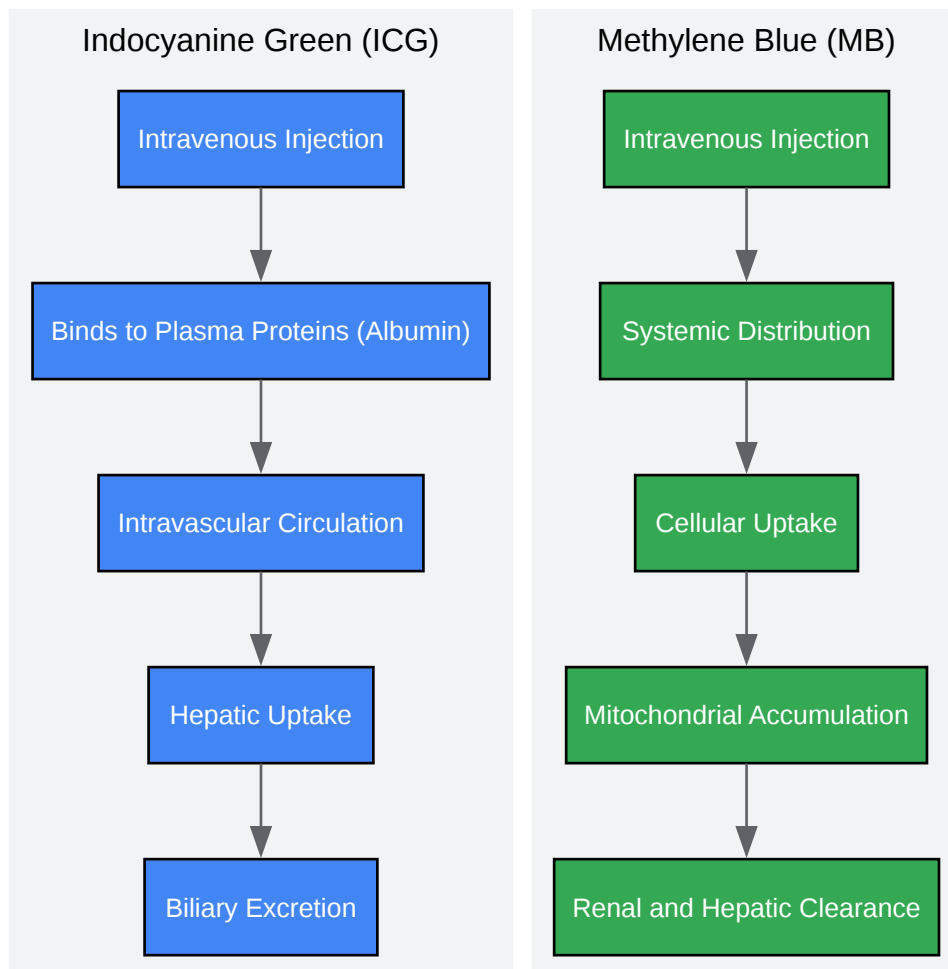 Indocyanine Green (ICG)
Intravenous Injection
Binds to Plasma Proteins (Albumin)
Intravascular Circulation
Hepatic Uptake
Biliary Excretion
Methylene Blue (MB)
Intravenous Injection
Systemic Distribution
Cellular Uptake
Mitochondrial Accumulation
Renal and Hepatic Clearance